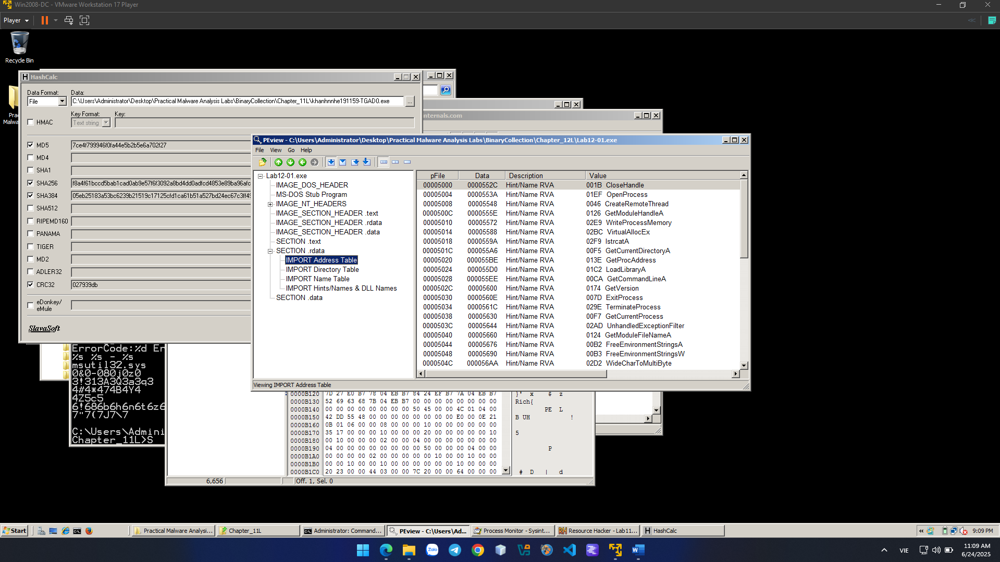 Win2008-DC - VMware Workstation 17 Player
Player
Recycle Bin
HashCalc
Data Format:
Data:
File
C:\Users\Administrator\Desktop\Practical Malware Analysis Labs\BinaryCollection\Chapter_11L\khanhnnhe191159-TGAD0.exe
...
Key Format:
Key:
HMAC
Text string
MD5
7ce4f799946f0fa44e5b2b5e6a702f27
MD4
SHA1
SHA256
SHA384
SHA512
RIPEMD160
PANAMA
TIGER
MD2
ADLER32
CRC32
027939db
eDonkey/
eMule
SlavaSoft
Prac
Malwa
nternals.com
PEview - C:\Users\Administrator\Desktop\Practical Malware Analysis Labs\BinaryCollection\Chapter_12L\Lab12-01.exe
File View Go Help
Lab12-01.exe
IMAGE_DOS_HEADER
MS-DOS Stub Program
IMAGE_NT_HEADERS
IMAGE_SECTION_HEADER .text
IMAGE_SECTION_HEADER .rdata
IMAGE_SECTION_HEADER .data
SECTION .text
SECTION .rdata
IMPORT Address Table
IMPORT Directory Table
IMPORT Name Table
IMPORT Hints/Names & DLL Names
SECTION .data
pFile Data Description Value
00005000 0000552C Hint/Name RVA 001B CloseHandle
00005004 0000553A Hint/Name RVA 01EF OpenProcess
00005008 00005548 Hint/Name RVA 0046 CreateRemoteThread
0000500C 0000555E Hint/Name RVA 0126 GetModuleHandleA
00005010 00005572 Hint/Name RVA 02E9 WriteProcessMemory
00005014 00005588 Hint/Name RVA 02BC VirtualAllocEx
00005018 0000559A Hint/Name RVA 02F9 lstrcatA
0000501C 000055A6 Hint/Name RVA 00F5 GetCurrentDirectoryA
00005020 000055BE Hint/Name RVA 013E GetProcAddress
00005024 000055D0 Hint/Name RVA 01C2 LoadLibraryA
00005028 000055EE Hint/Name RVA 00CA GetCommandLineA
0000502C 00005600 Hint/Name RVA 0174 GetVersion
00005030 0000560E Hint/Name RVA 007D ExitProcess
00005034 0000561C Hint/Name RVA 029E TerminateProcess
00005038 00005630 Hint/Name RVA 00F7 GetCurrentProcess
0000503C 00005644 Hint/Name RVA 02AD UnhandledExceptionFilter
00005040 00005660 Hint/Name RVA 0124 GetModuleFileNameA
00005044 00005676 Hint/Name RVA 00B2 FreeEnvironmentStringsA
00005048 00005690 Hint/Name RVA 00B3 FreeEnvironmentStringsW
0000504C 000056AA Hint/Name RVA 02D2 WideCharToMultiByte
Viewing IMPORT Address Table
ErrorCode:%d Er
%s %s - %s
msutil32.sys
0&0-080j0z0
3!313A3Q3a3q3
4#4*474B4Y4
4Z5c5
6!686b6h6n6t6z6
7"7(7J7\7
C:\Users\Admini
Chapter_11L>S
0000B120 7D 27 E0 B7 78 04 EB B7 84 24 EF B7 7A 04 EB B7 }' x $ z
0000B130 52 69 63 68 7B 04 EB B7 00 00 00 00 00 00 00 00 Rich{
0000B140 00 00 00 00 00 00 00 00 50 45 00 00 4C 01 04 00 PE L
0000B150 42 DD 55 48 00 00 00 00 00 00 00 00 E0 00 0E 21 B UH !
0000B160 0B 01 06 00 00 08 00 00 00 10 00 00 00 00 00 00
0000B170 35 17 00 00 00 10 00 00 00 20 00 00 00 00 00 10 5
0000B180 00 10 00 00 00 02 00 00 04 00 00 00 00 00 00 00
0000B190 04 00 00 00 00 00 00 00 00 50 00 00 00 04 00 00 P
0000B1A0 00 00 00 00 02 00 00 00 00 00 10 00 00 10 00 00
0000B1B0 00 00 10 00 00 10 00 00 00 00 00 00 10 00 00 00
0000B1C0 20 23 00 00 44 03 00 00 7C 20 00 00 64 00 00 00 # D | d
6,656
Off. 1, Sel. 0
Start
Practical Malware Analysi...
Chapter_11L
Administrator: Command...
PEview - C:\Users\Ad...
Process Monitor - Sysint...
Resource Hacker - Lab11...
HashCalc
9:09 PM
Zalo
VIE
11:09 AM
6/24/2025